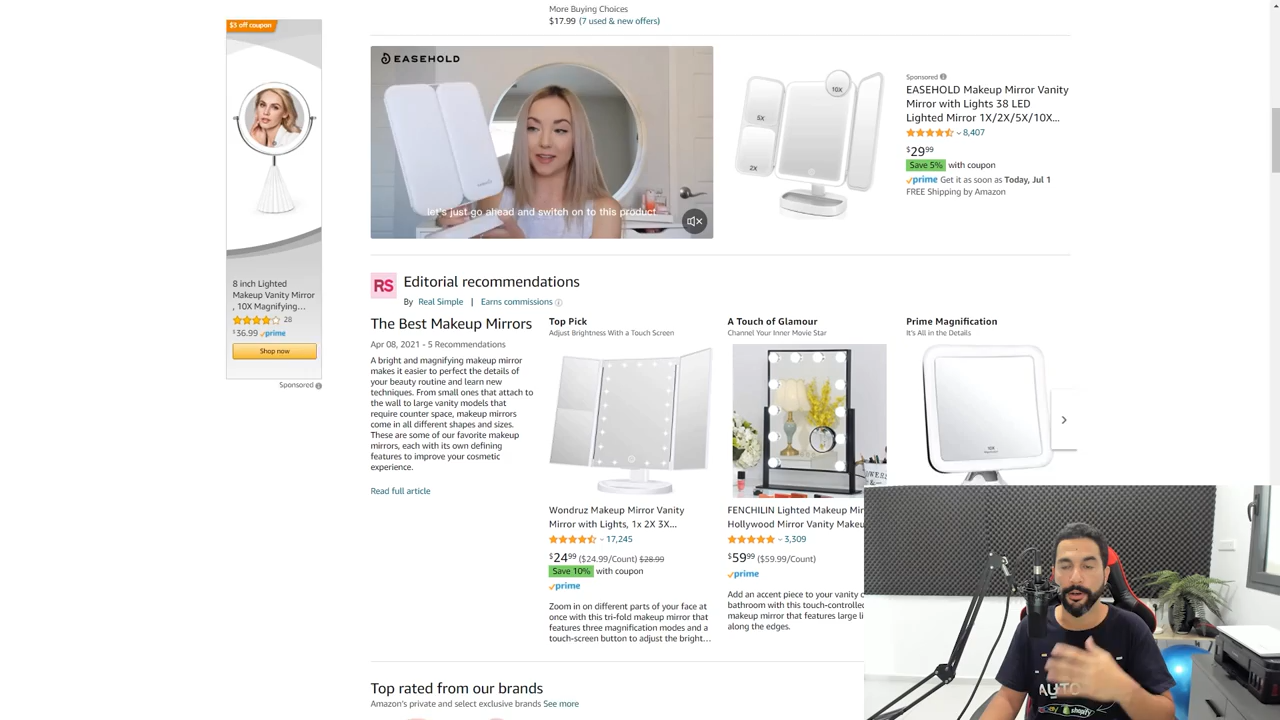 More Buying Choices
$17.99 (7 used & new offers)
$3 off coupon
8 inch Lighted
Makeup Vanity Mirror
, 10X Magnifying...
28
$36.99 prime
Shop now
Sponsored
EASEHOLD
let's just go ahead and switch on to this product
10X
5X
2X
Sponsored
EASEHOLD Makeup Mirror Vanity
Mirror with Lights 38 LED
Lighted Mirror 1X/2X/5X/10X...
8,407
$29.99
Save 5% with coupon
prime Get it as soon as Today, Jul 1
FREE Shipping by Amazon
RS
Editorial recommendations
By Real Simple | Earns commissions
The Best Makeup Mirrors
Apr 08, 2021 - 5 Recommendations
A bright and magnifying makeup mirror
makes it easier to perfect the details of
your beauty routine and learn new
techniques. From small ones that attach to
the wall to large vanity models that
require counter space, makeup mirrors
come in all different shapes and sizes.
These are some of our favorite makeup
mirrors, each with its own defining
features to improve your cosmetic
experience.
Read full article
Top Pick
Adjust Brightness With a Touch Screen
Wondruz Makeup Mirror Vanity
Mirror with Lights, 1x 2X 3X...
17,245
$24.99 ($24.99/Count) $28.99
Save 10% with coupon
prime
Zoom in on different parts of your face at
once with this tri-fold makeup mirror that
features three magnification modes and a
touch-screen button to adjust the bright...
A Touch of Glamour
Channel Your Inner Movie Star
FENCHILIN Lighted Makeup Mir
Hollywood Mirror Vanity Makeu
3,309
$59.99 ($59.99/Count)
prime
Add an accent piece to your vanity o
bathroom with this touch-controlled
makeup mirror that features large li
along the edges.
Prime Magnification
It's All in the Details
10X
Top rated from our brands
Amazon's private and select exclusive brands See more
AUTO
shopify